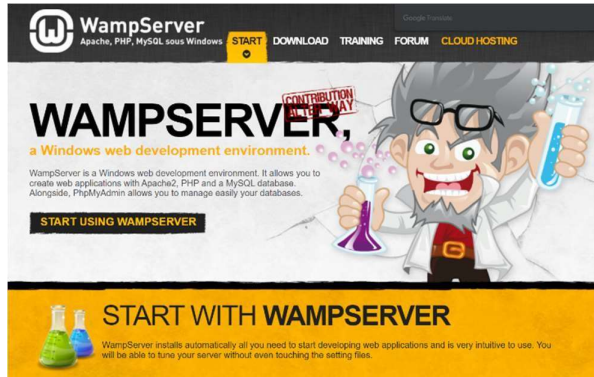 WampServer
Apache, PHP, MySQL sous Windows
START DOWNLOAD TRAINING FORUM CLOUD HOSTING
Google Translate
CONTRIBUTION
ALTER WAY
WAMPSERVER,
a Windows web development environment.
WampServer is a Windows web development environment. It allows you to
create web applications with Apache2, PHP and a MySQL database.
Alongside, PhpMyAdmin allows you to manage easily your databases.
START USING WAMPSERVER
START WITH WAMPSERVER
WampServer installs automatically all you need to start developing web applications and is very intuitive to use. You
will be able to tune your server without even touching the setting files.